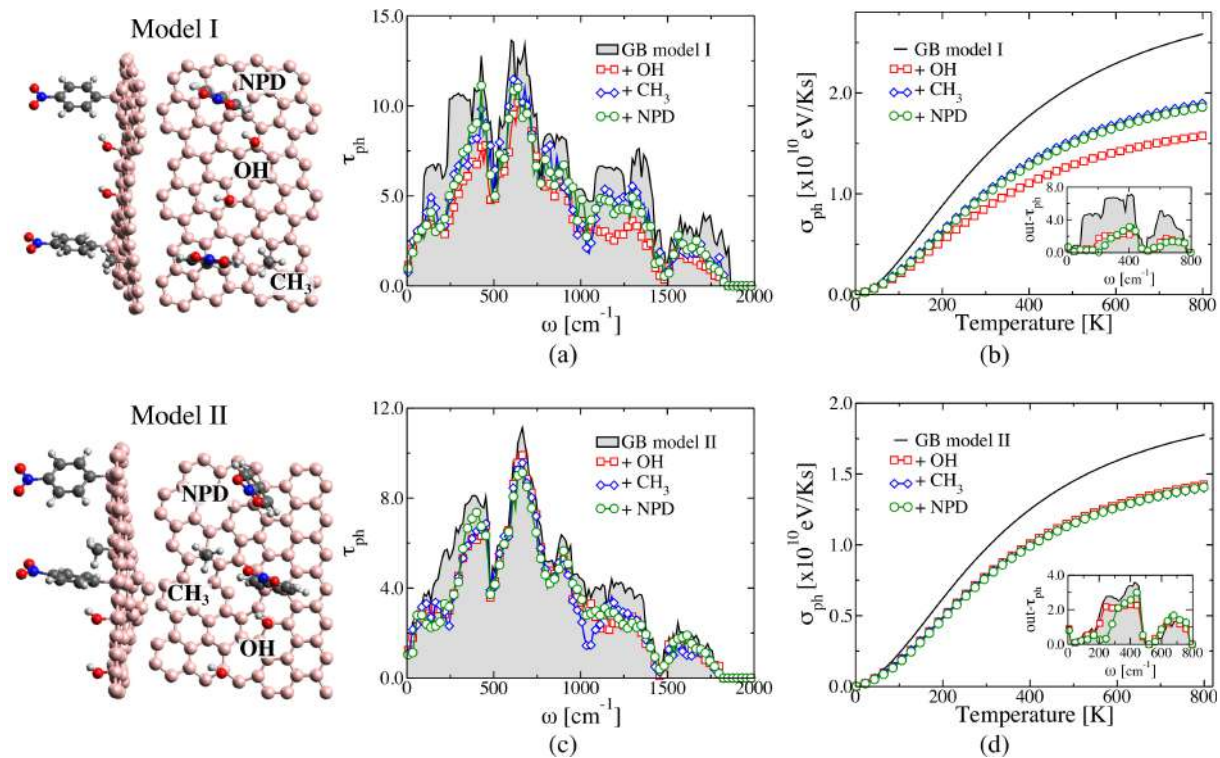 Model I
NPD
OH
CH3
15.0
10.0
5.0
0.0
τph
GB model I
+ OH
+ CH3
+ NPD
0 500 1000 1500 2000
ω [cm⁻¹]
(a)
2.0
1.0
0.0
σph [x10¹⁰ eV/Ks]
GB model I
+ OH
+ CH3
+ NPD
8.0
4.0
0.0
out-τph
0 400 800
ω [cm⁻¹]
0 200 400 600 800
Temperature [K]
(b)
Model II
NPD
CH3
OH
12.0
8.0
4.0
0.0
τph
GB model II
+ OH
+ CH3
+ NPD
0 500 1000 1500 2000
ω [cm⁻¹]
(c)
2.0
1.5
1.0
0.5
0.0
σph [x10¹⁰ eV/Ks]
GB model II
+ OH
+ CH3
+ NPD
4.0
2.0
0.0
out-τph
0 200 400 600 800
ω [cm⁻¹]
0 200 400 600 800
Temperature [K]
(d)